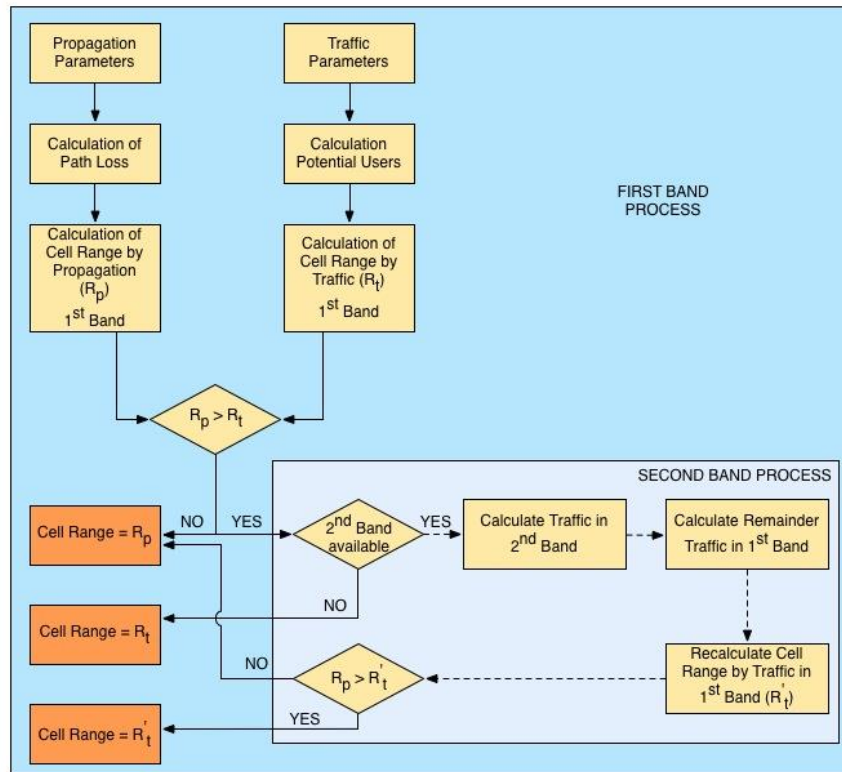 Propagation
Parameters
Traffic
Parameters
Calculation of
Path Loss
Calculation
Potential Users
FIRST BAND
PROCESS
Calculation of
Cell Range by
Propagation
(Rp)
1st Band
Calculation of
Cell Range by
Traffic (Rt)
1st Band
Rp > Rt
SECOND BAND PROCESS
Cell Range = Rp
NO
YES
2nd Band
available
YES
Calculate Traffic in
2nd Band
Calculate Remainder
Traffic in 1st Band
NO
Cell Range = Rt
NO
Rp > R't
Recalculate Cell
Range by Traffic in
1st Band (R't)
YES
Cell Range = R't